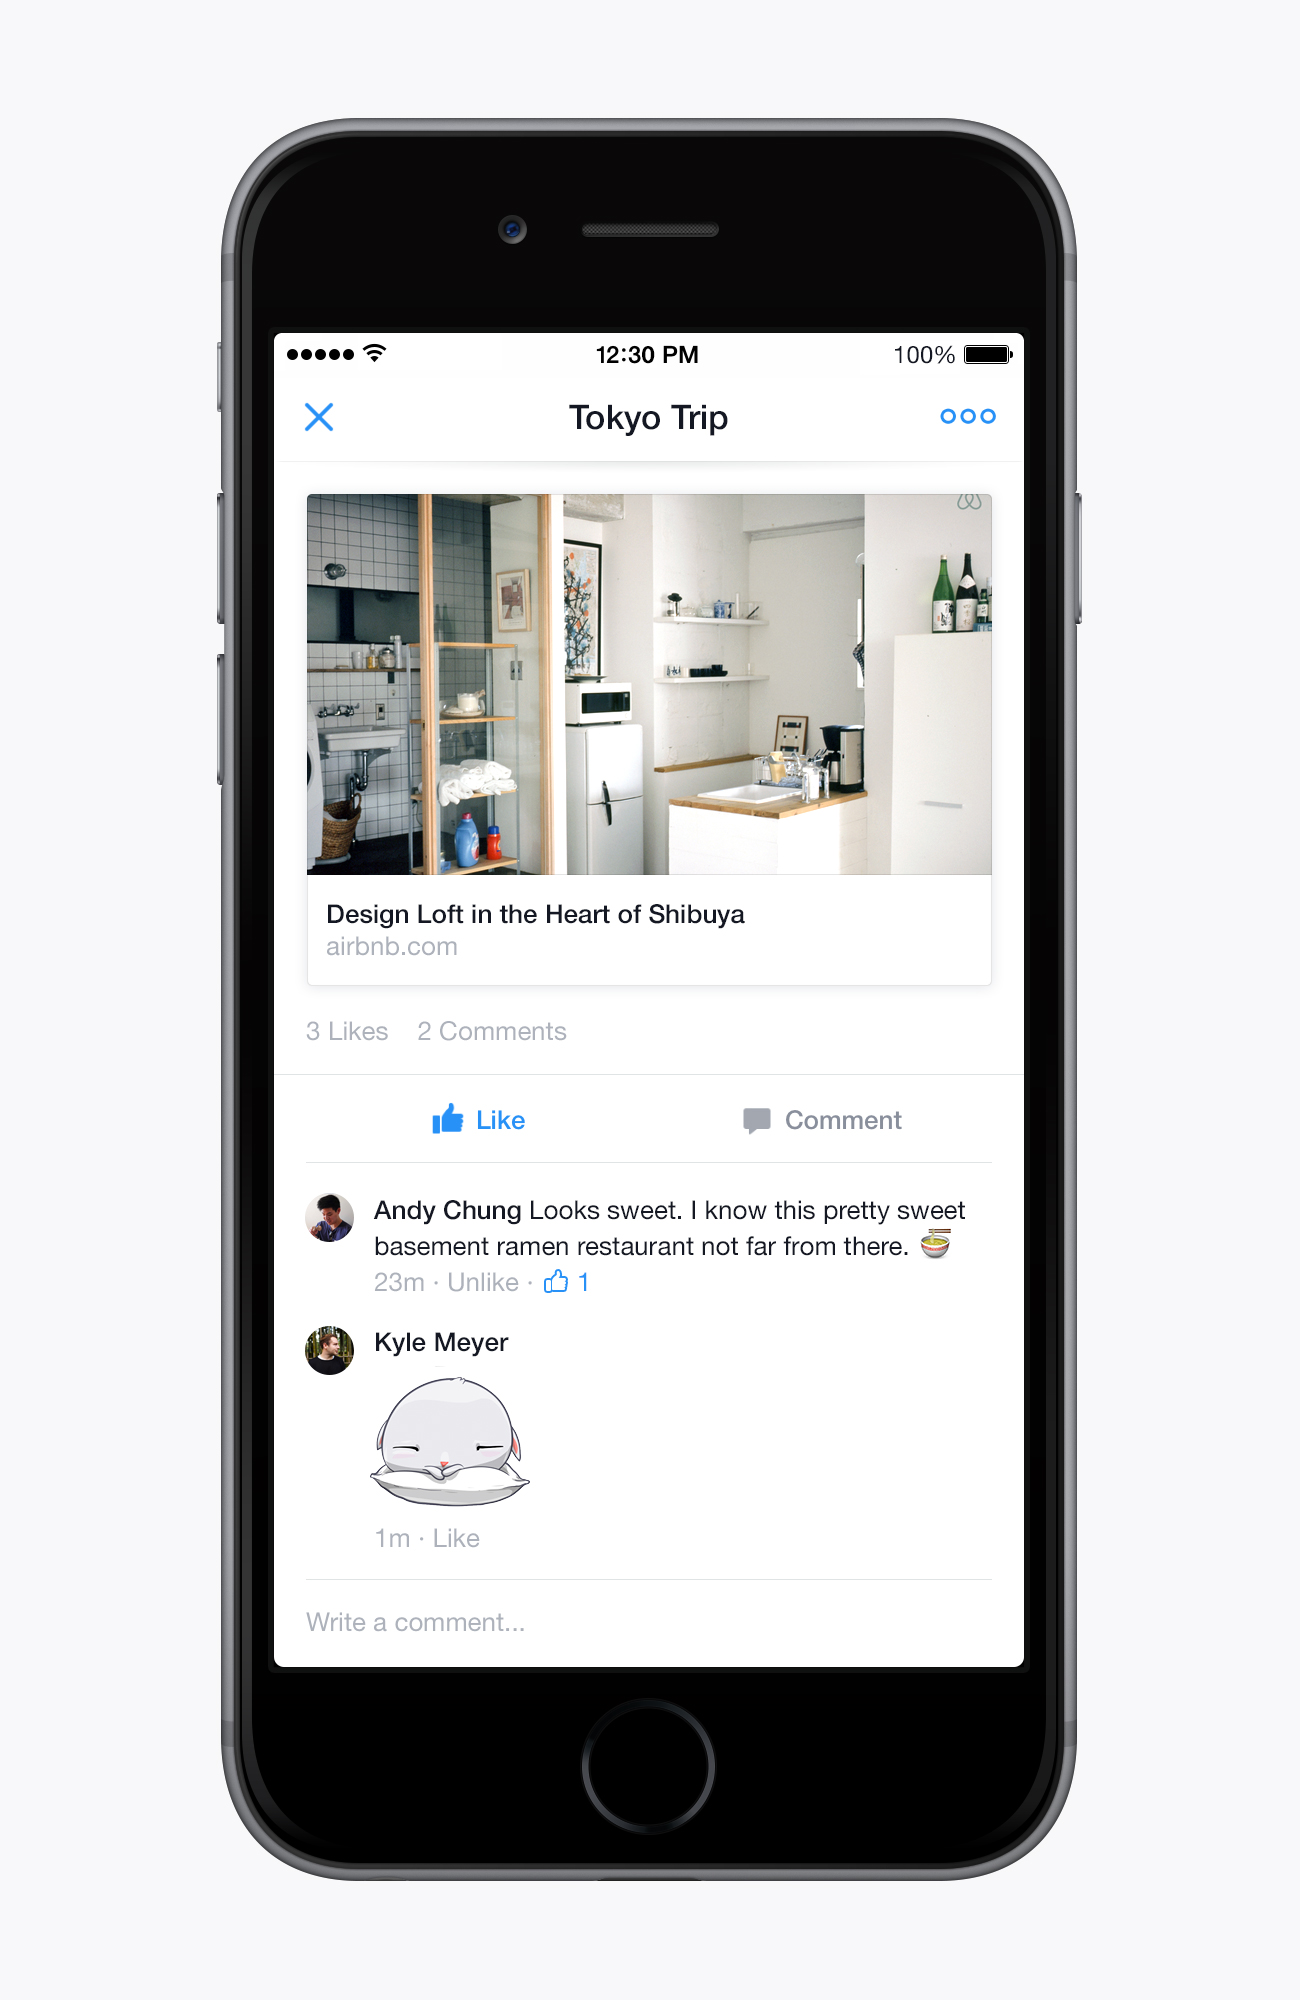 12:30 PM
100%
Tokyo Trip
Design Loft in the Heart of Shibuya
airbnb.com
3 Likes 2 Comments
Like
Comment
Andy Chung Looks sweet. I know this pretty sweet
basement ramen restaurant not far from there. 🍜
23m · Unlike · 1
Kyle Meyer
1m · Like
Write a comment...